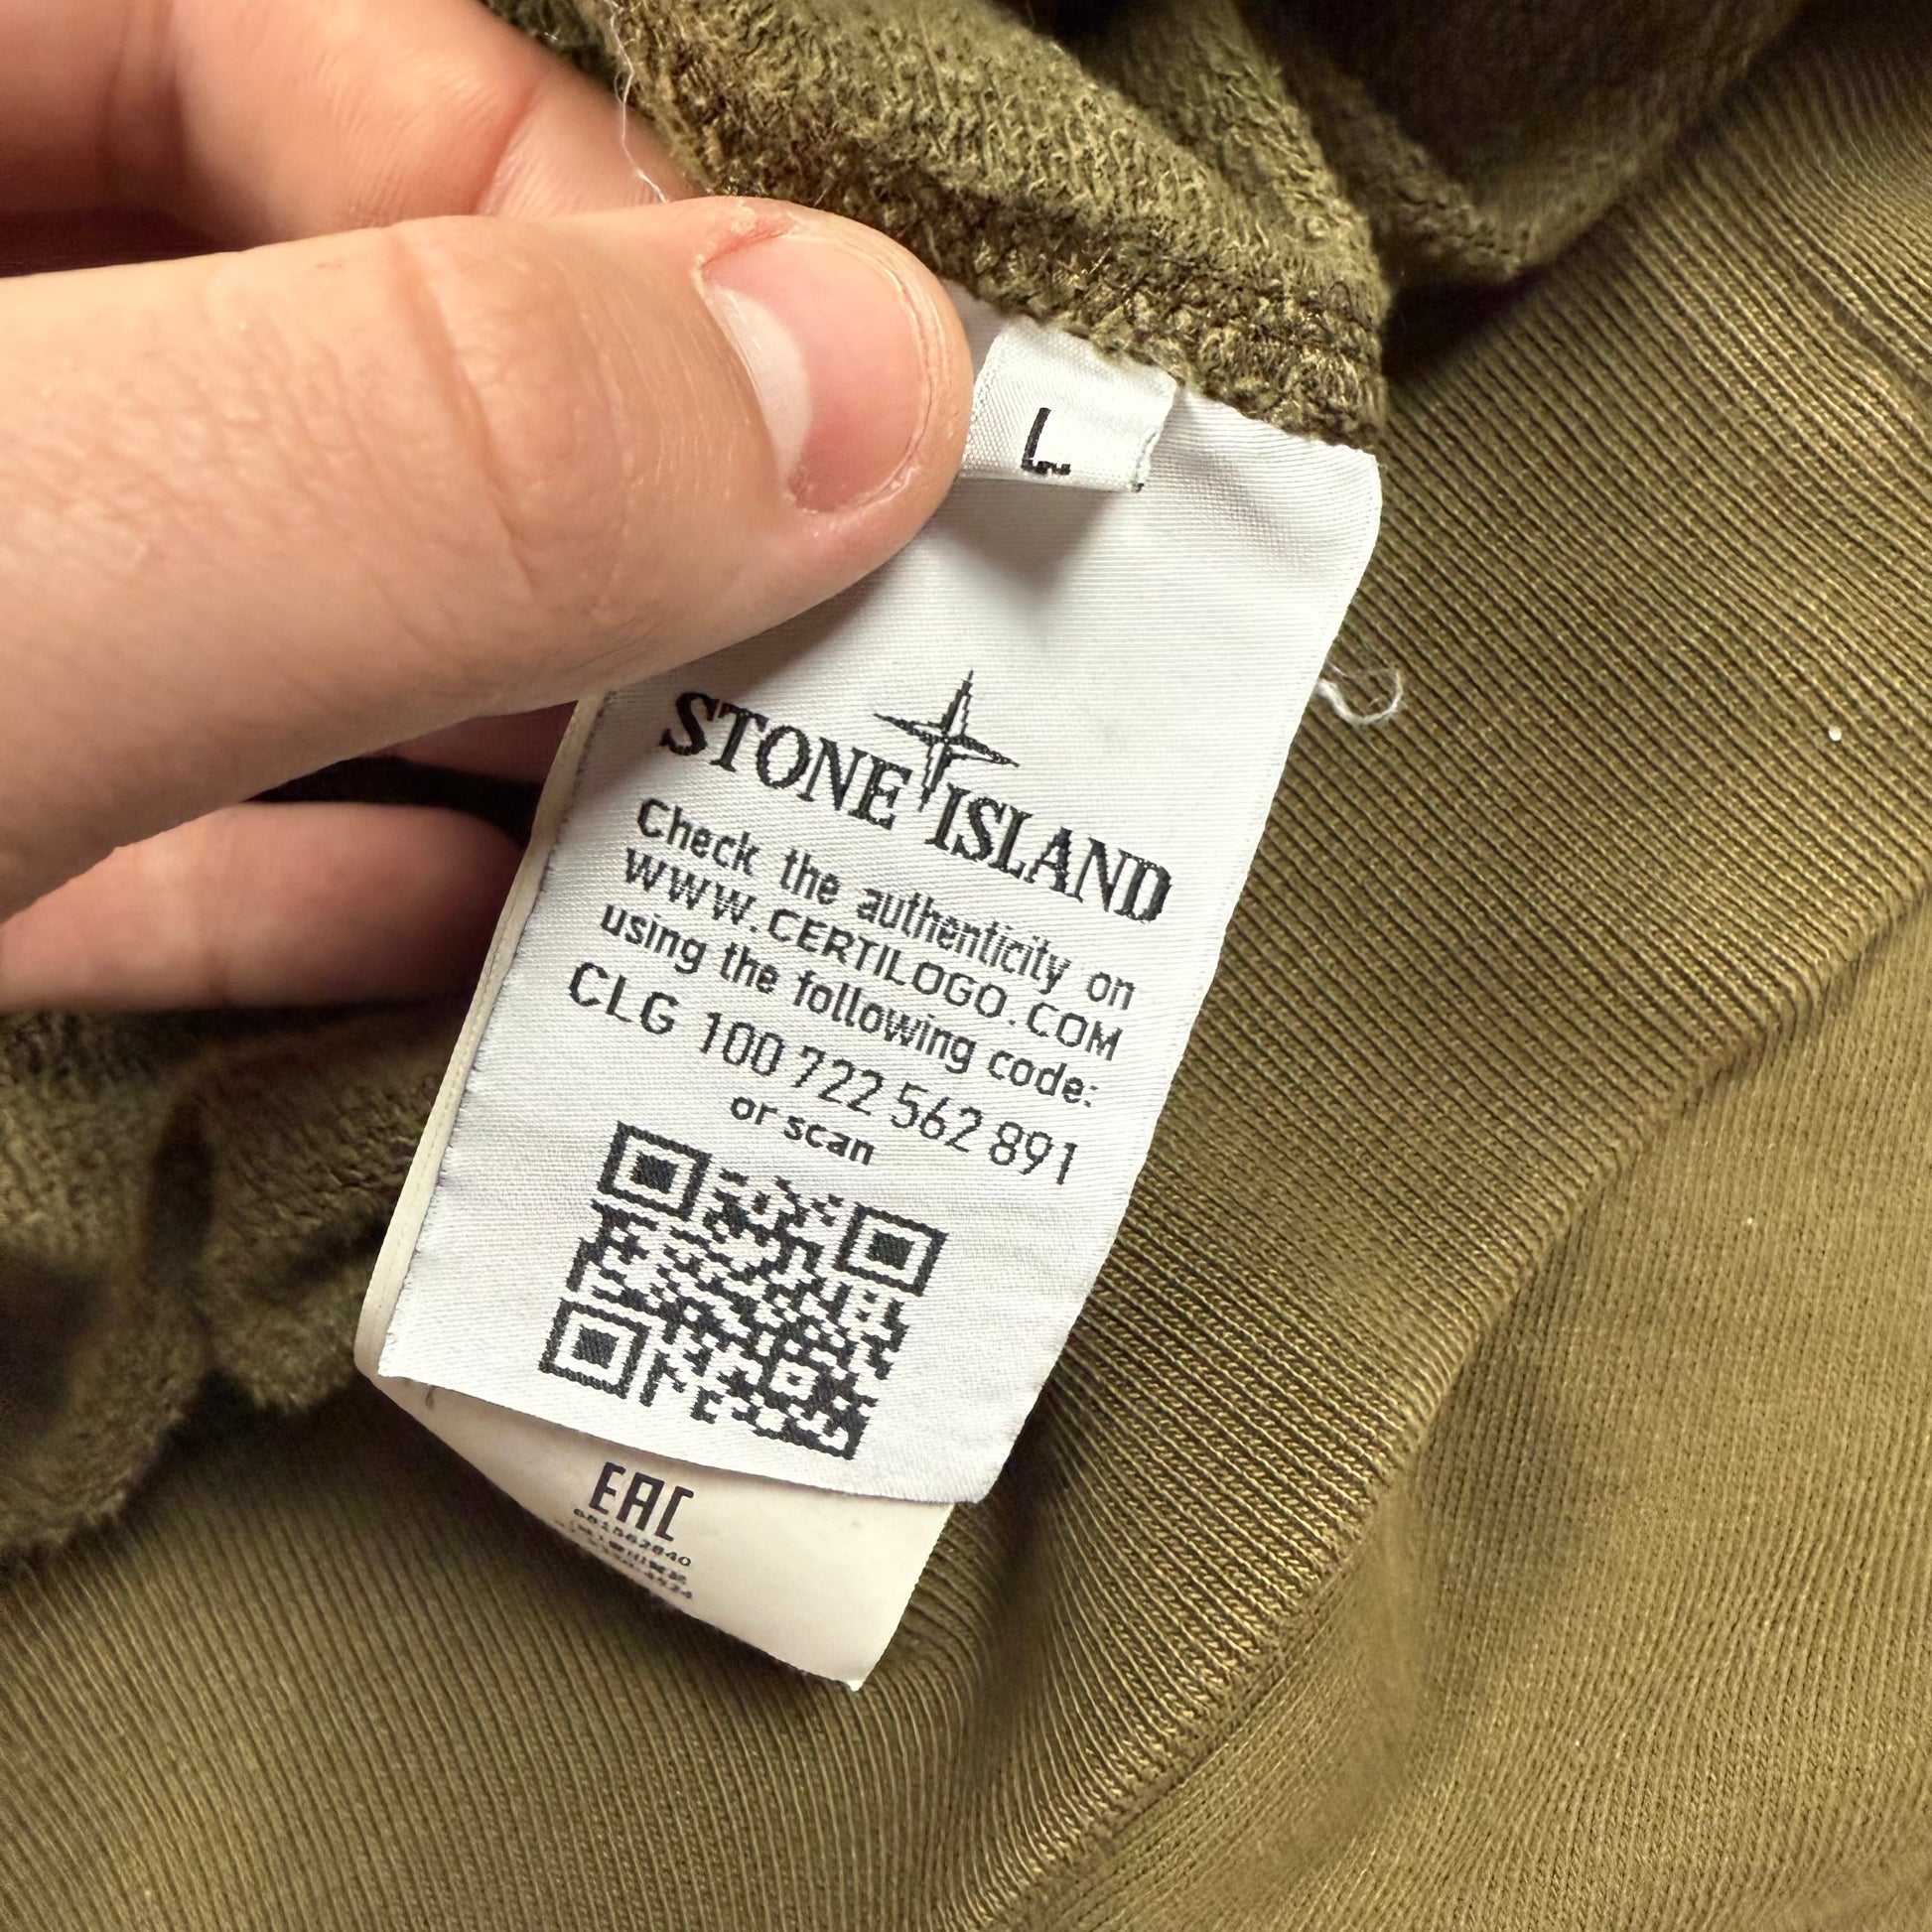 L
STONE ISLAND
Check the authenticity on
WWW.CERTILOGO.COM
using the following code:
CLG 100 722 562 891
or scan
EAC